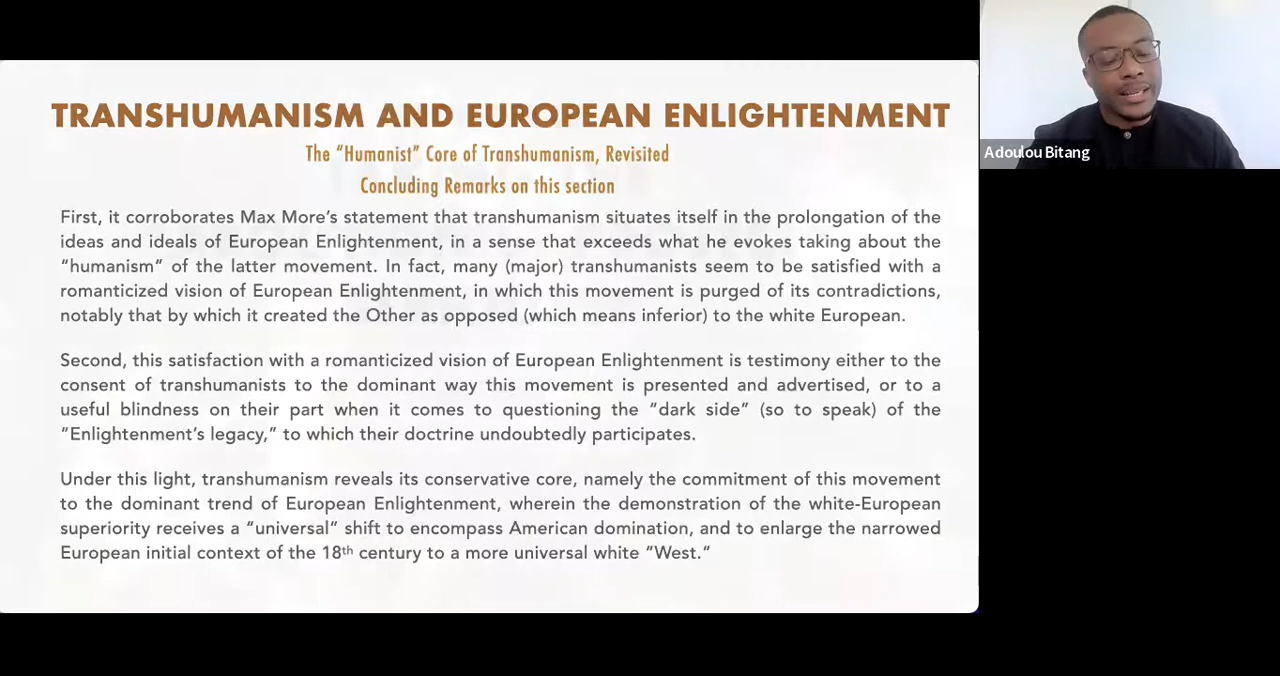 TRANSHUMANISM AND EUROPEAN ENLIGHTENMENT
The “Humanist” Core of Transhumanism, Revisited
Concluding Remarks on this section
First, it corroborates Max More’s statement that transhumanism situates itself in the prolongation of the
ideas and ideals of European Enlightenment, in a sense that exceeds what he evokes taking about the
“humanism” of the latter movement. In fact, many (major) transhumanists seem to be satisfied with a
romanticized vision of European Enlightenment, in which this movement is purged of its contradictions,
notably that by which it created the Other as opposed (which means inferior) to the white European.
Second, this satisfaction with a romanticized vision of European Enlightenment is testimony either to the
consent of transhumanists to the dominant way this movement is presented and advertised, or to a
useful blindness on their part when it comes to questioning the “dark side” (so to speak) of the
“Enlightenment’s legacy,” to which their doctrine undoubtedly participates.
Under this light, transhumanism reveals its conservative core, namely the commitment of this movement
to the dominant trend of European Enlightenment, wherein the demonstration of the white-European
superiority receives a “universal” shift to encompass American domination, and to enlarge the narrowed
European initial context of the 18th century to a more universal white “West.“
Adoulou Bitang